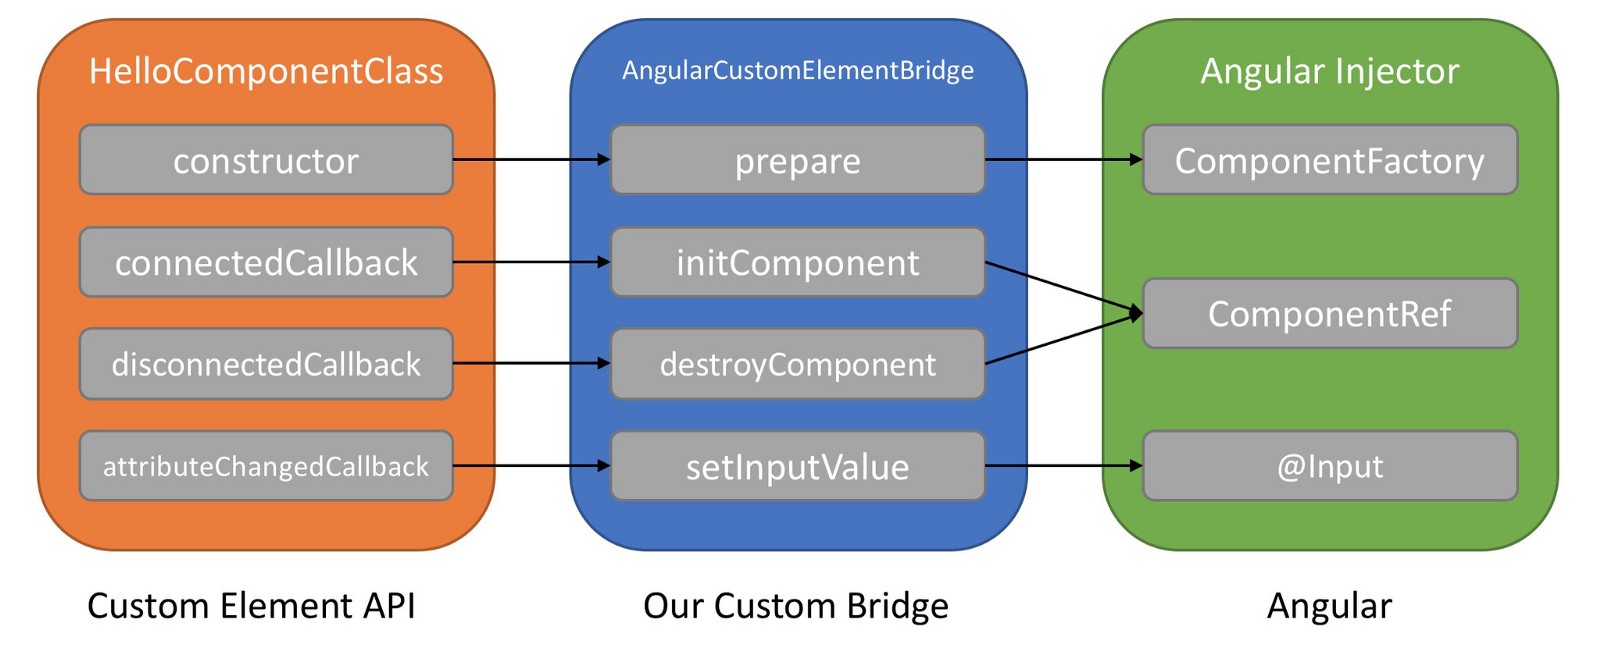 HelloComponentClass
constructor
connectedCallback
disconnectedCallback
attributeChangedCallback
Custom Element API
AngularCustomElementBridge
prepare
initComponent
destroyComponent
setInputValue
Our Custom Bridge
Angular Injector
ComponentFactory
ComponentRef
@Input
Angular